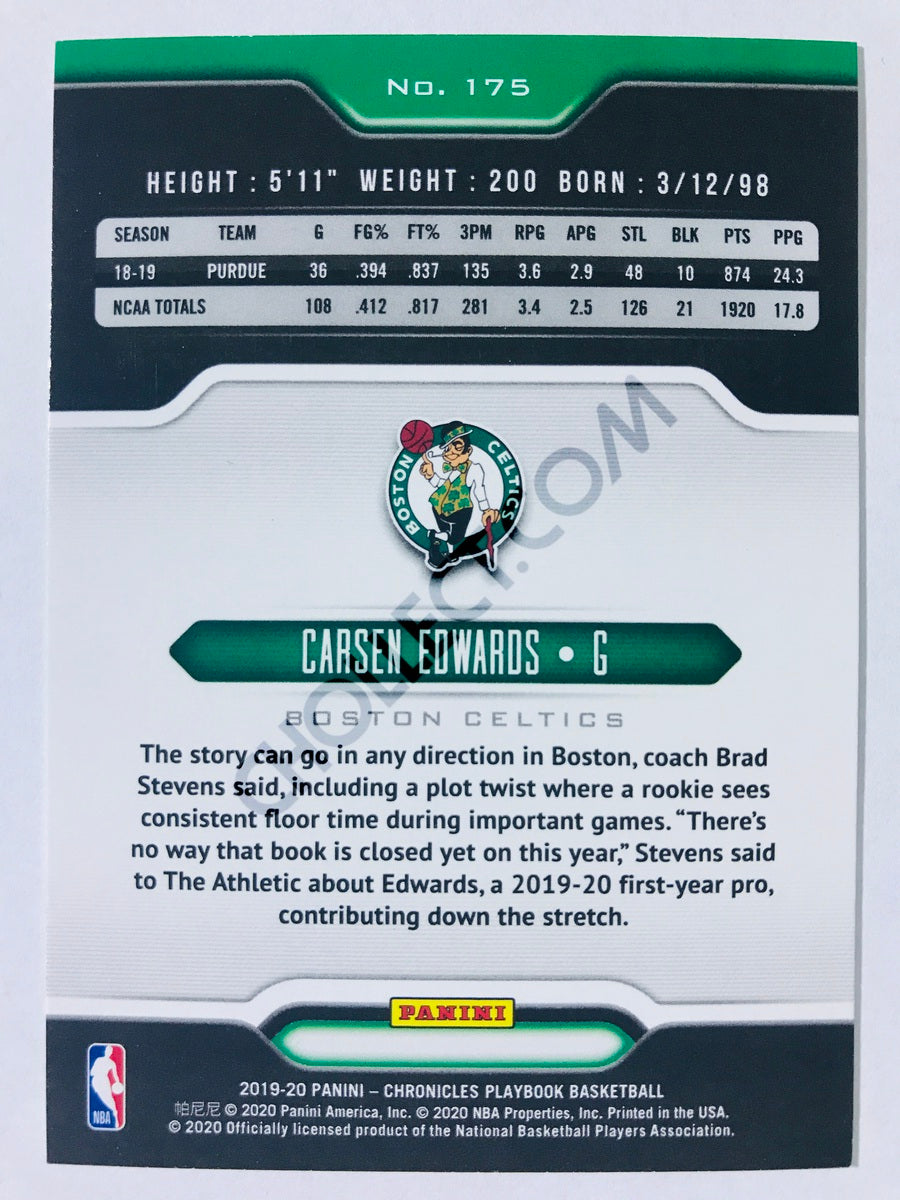 No. 175
HEIGHT : 5'11" WEIGHT : 200 BORN : 3/12/98
SEASON TEAM G FG% FT% 3PM RPG APG STL BLK PTS PPG
18-19 PURDUE 36 .394 .837 135 3.6 2.9 48 10 874 24.3
NCAA TOTALS 108 .412 .817 281 3.4 2.5 126 21 1920 17.8
BOSTON CELTICS
CARSEN EDWARDS • G
BOSTON CELTICS
The story can go in any direction in Boston, coach Brad
Stevens said, including a plot twist where a rookie sees
consistent floor time during important games. “There’s
no way that book is closed yet on this year,” Stevens said
to The Athletic about Edwards, a 2019-20 first-year pro,
contributing down the stretch.
CHOLLECT.COM
PANINI
NBA
2019-20 PANINI – CHRONICLES PLAYBOOK BASKETBALL
帕尼尼 © 2020 Panini America, Inc. © 2020 NBA Properties, Inc. Printed in the USA.
© 2020 Officially licensed product of the National Basketball Players Association.